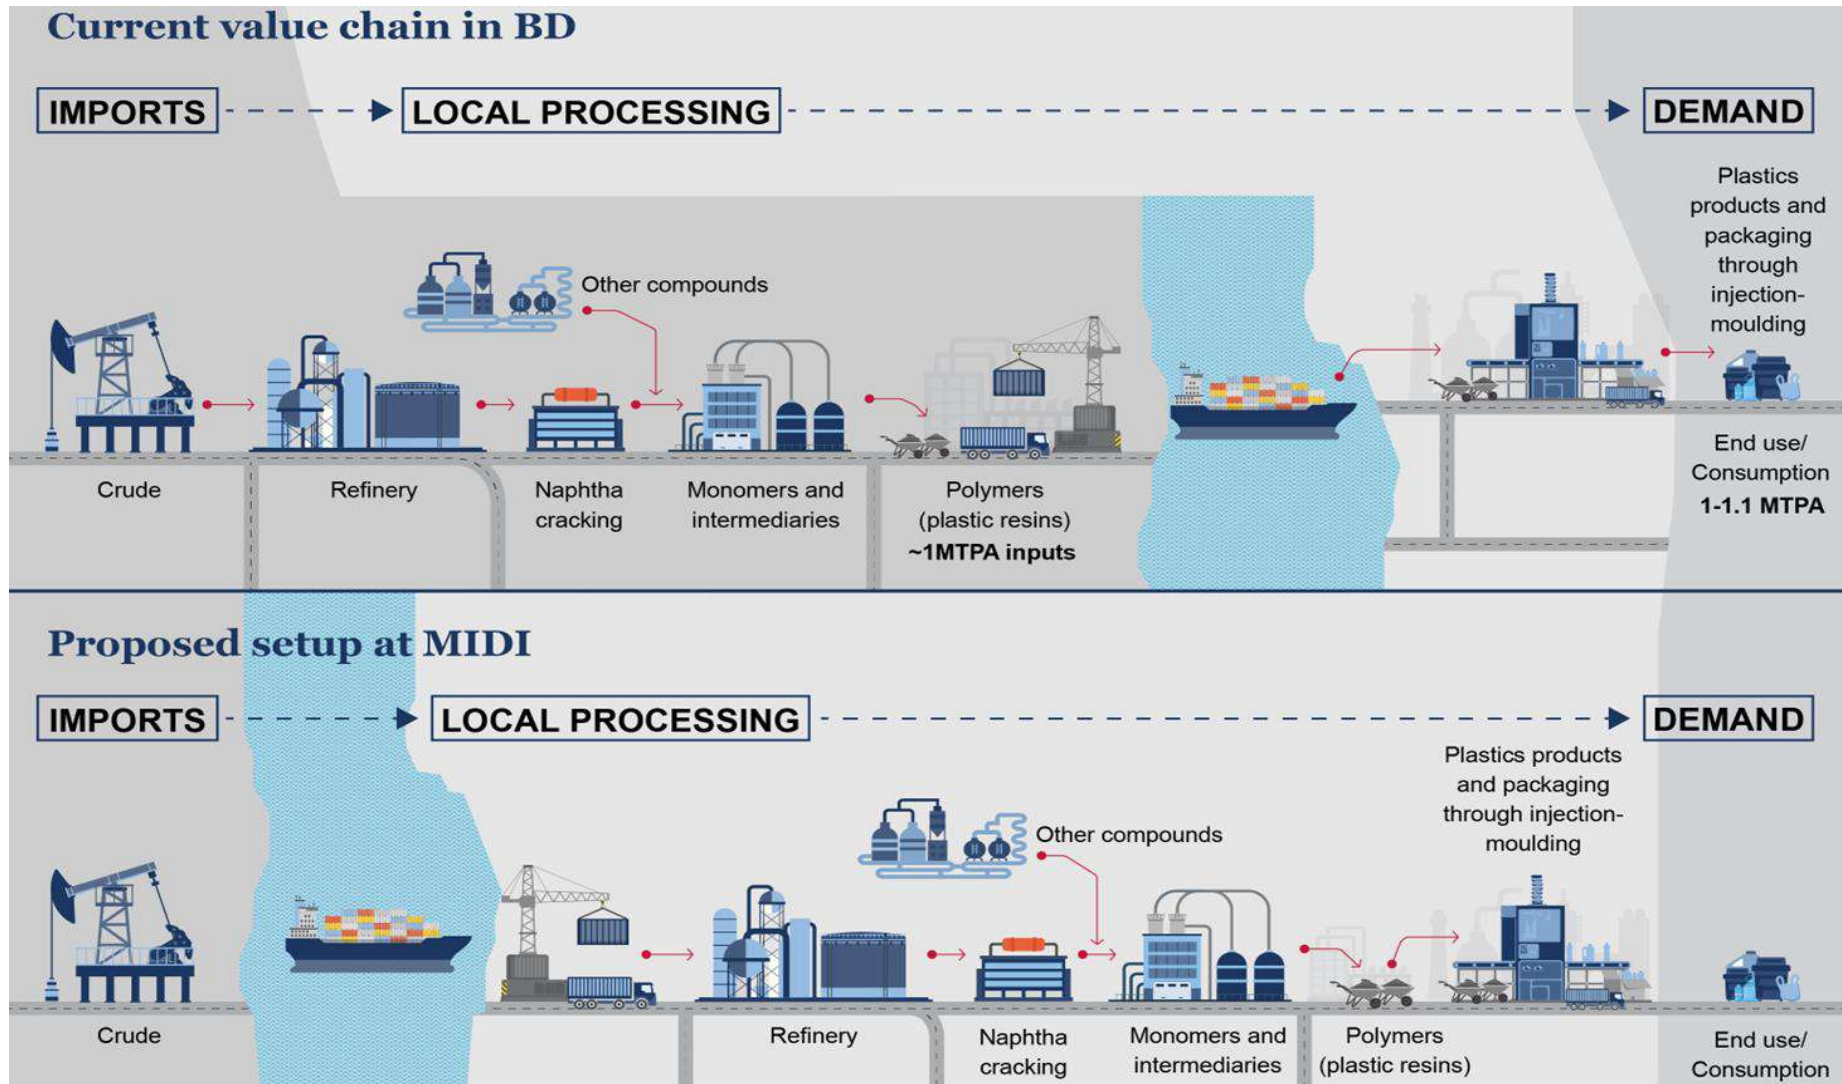 Current value chain in BD
IMPORTS
LOCAL PROCESSING
DEMAND
Plastics
products and
packaging
through
injection-
moulding
Other compounds
Crude
Refinery
Naphtha
cracking
Monomers and
intermediaries
Polymers
(plastic resins)
~1MTPA inputs
End use/
Consumption
1-1.1 MTPA
Proposed setup at MIDI
IMPORTS
LOCAL PROCESSING
DEMAND
Plastics products
and packaging
through injection-
moulding
Other compounds
Crude
Refinery
Naphtha
cracking
Monomers and
intermediaries
Polymers
(plastic resins)
End use/
Consumption